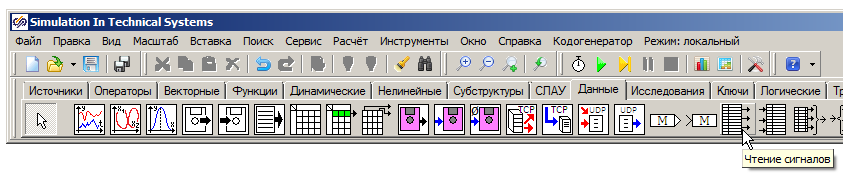 Simulation In Technical Systems
Файл Правка Вид Масштаб Вставка Поиск Сервис Расчёт Инструменты Окно Справка Кодогенератор Режим: локальный
Источники Операторы Векторные Функции Динамические Нелинейные Субструктуры СПАУ Данные Исследования Ключи Логические
y x y x y x TCP TCP UDP UDP M M
Чтение сигналов